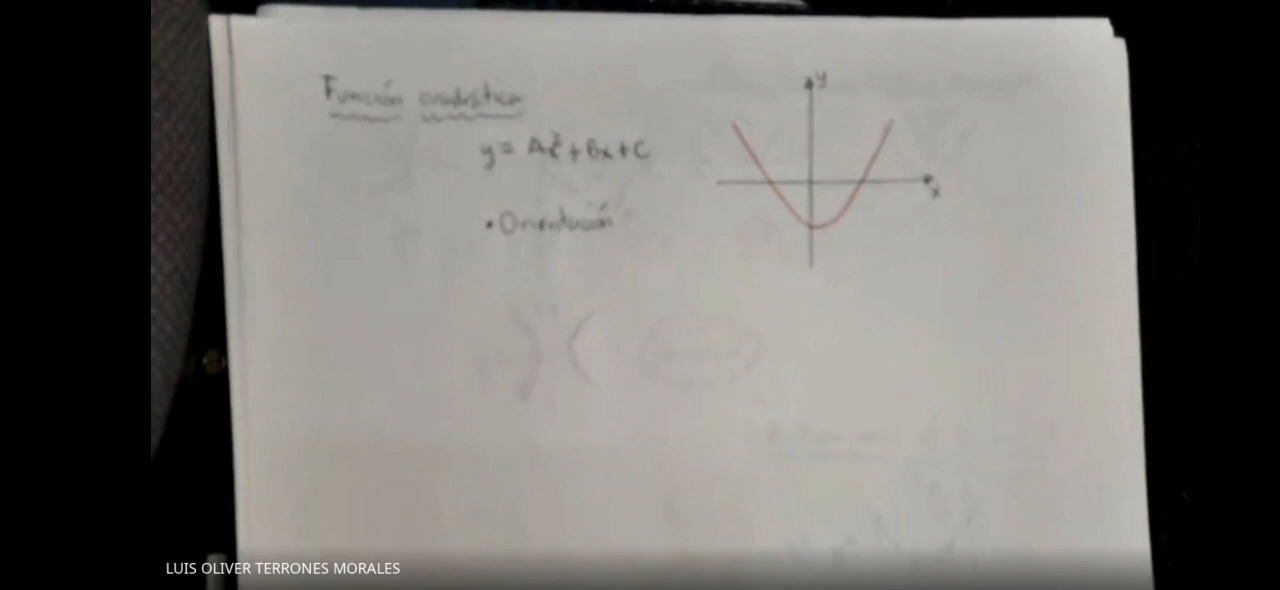 Función cuadrática
y = Ax²+Bx+C
y
x
• Orientación
LUIS OLIVER TERRONES MORALES